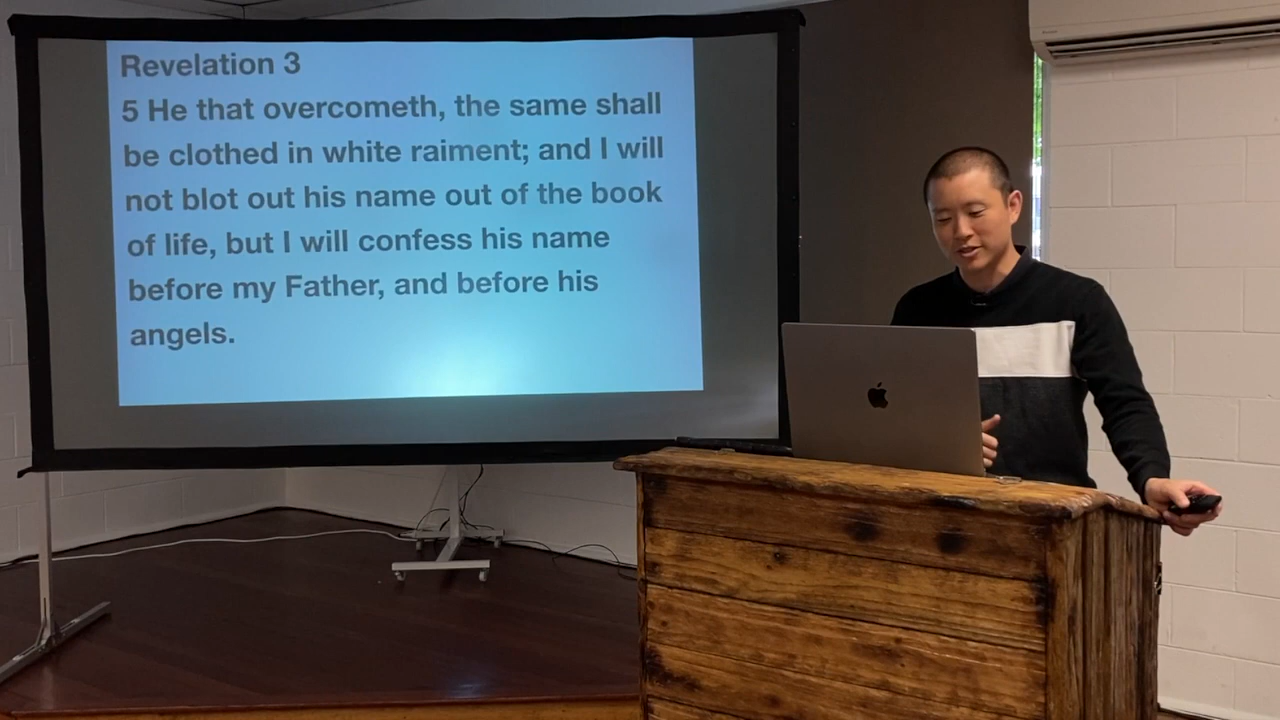 Revelation 3
5 He that overcometh, the same shall
be clothed in white raiment; and I will
not blot out his name out of the book
of life, but I will confess his name
before my Father, and before his
angels.